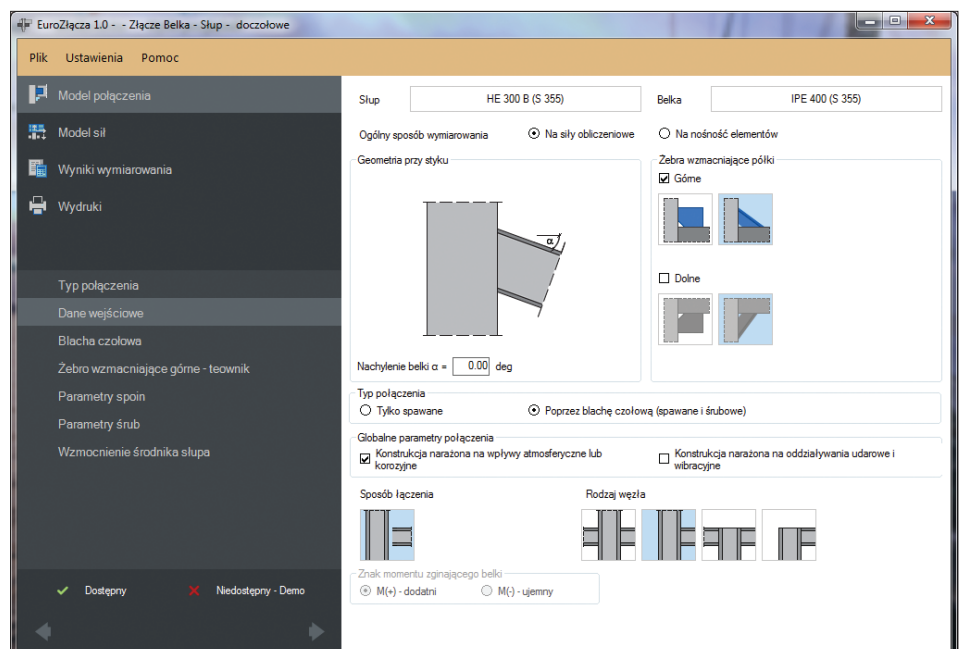 EuroZłącza 1.0 - - Złącze Belka - Słup - doczołowe
Plik Ustawienia Pomoc
Model połączenia
Model sił
Wyniki wymiarowania
Wydruki
Typ połączenia
Dane wejściowe
Blacha czołowa
Żebro wzmacniające górne - teownik
Parametry spoin
Parametry śrub
Wzmocnienie środnika słupa
Dostępny
Niedostępny - Demo
Słup HE 300 B (S 355) Belka IPE 400 (S 355)
Ogólny sposób wymiarowania Na siły obliczeniowe Na nośność elementów
Geometria przy styku
α
Nachylenie belki α = 0.00 deg
Żebra wzmacniające półki
Górne
Dolne
Typ połączenia
Tylko spawane Poprzez blachę czołową (spawane i śrubowe)
Globalne parametry połączenia
Konstrukcja narażona na wpływy atmosferyczne lub
korozyjne
Konstrukcja narażona na oddziaływania udarowe i
wibracyjne
Sposób łączenia
Rodzaj węzła
Znak momentu zginającego belki
M(+) - dodatni M(-) - ujemny